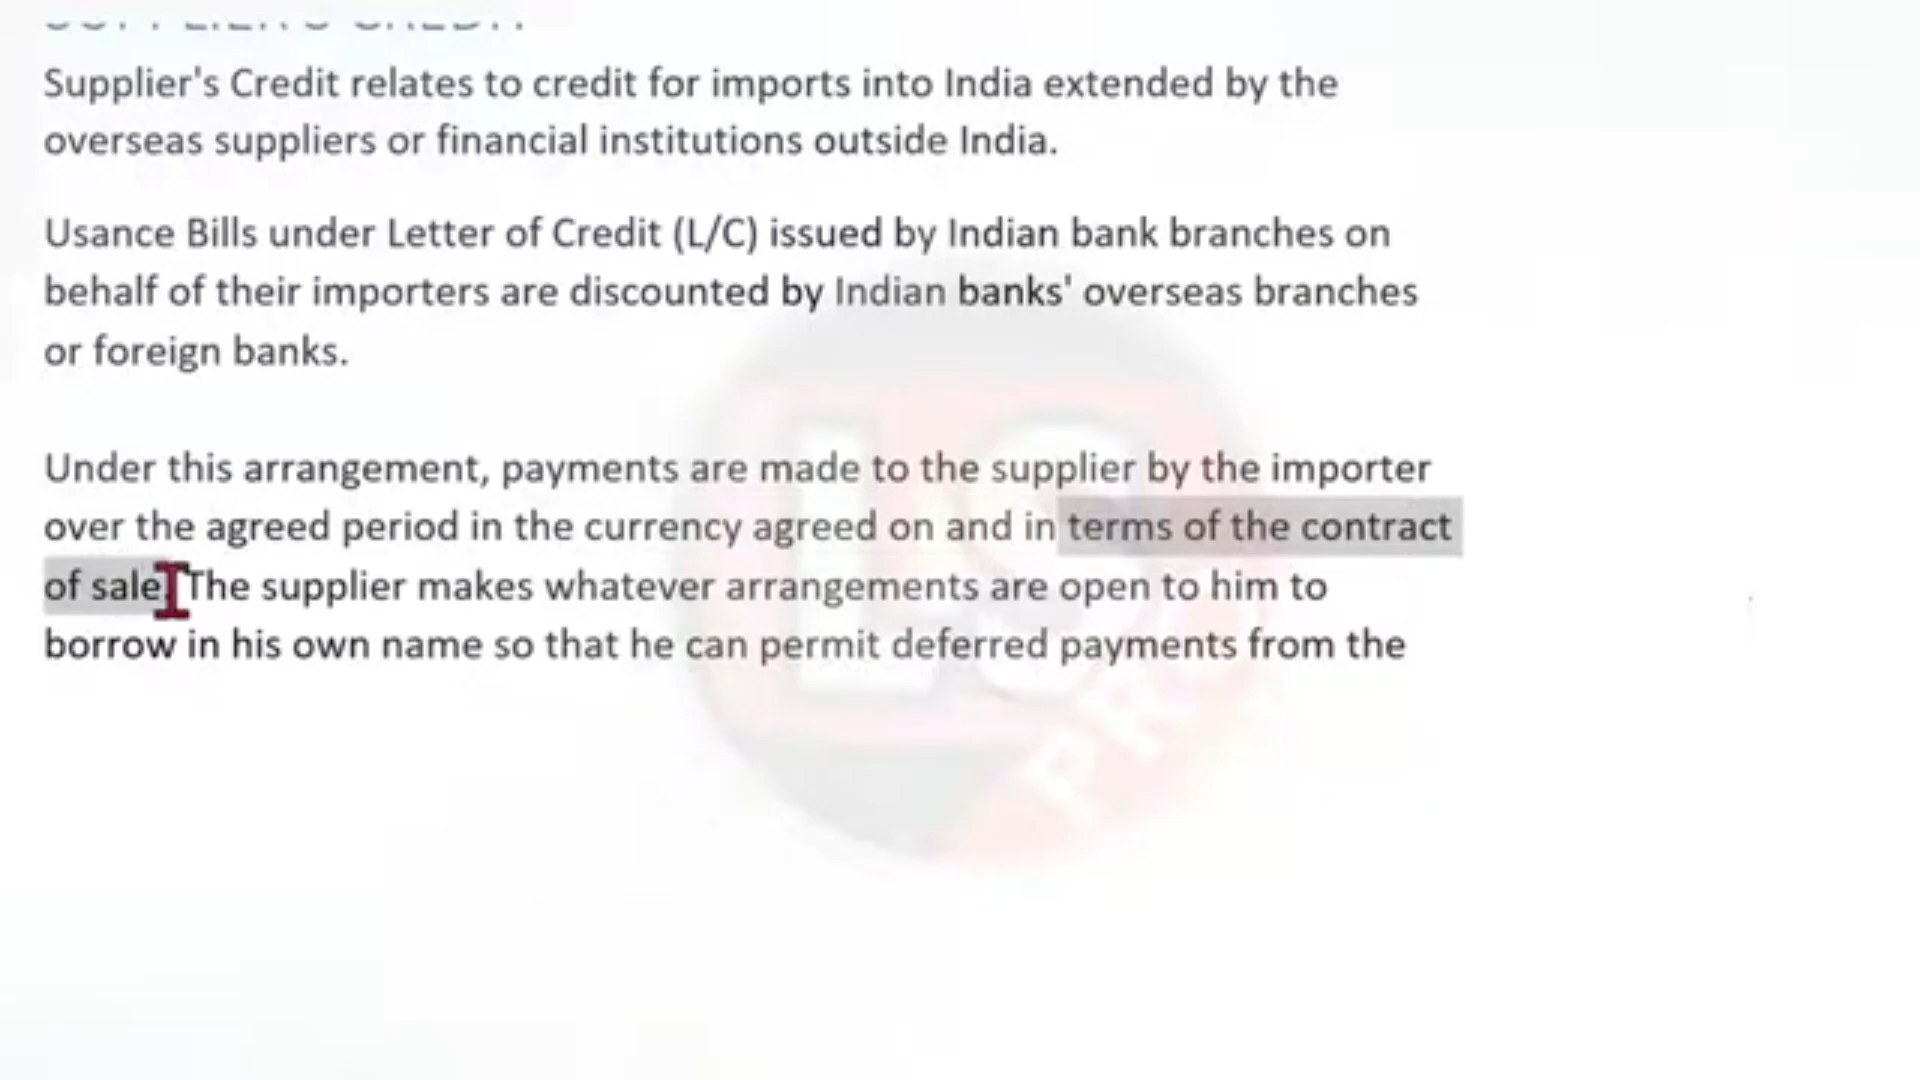 SUPPLIER'S CREDIT
Supplier's Credit relates to credit for imports into India extended by the
overseas suppliers or financial institutions outside India.
Usance Bills under Letter of Credit (L/C) issued by Indian bank branches on
behalf of their importers are discounted by Indian banks' overseas branches
or foreign banks.
Under this arrangement, payments are made to the supplier by the importer
over the agreed period in the currency agreed on and in terms of the contract
of sale. The supplier makes whatever arrangements are open to him to
borrow in his own name so that he can permit deferred payments from the
LS
PRO